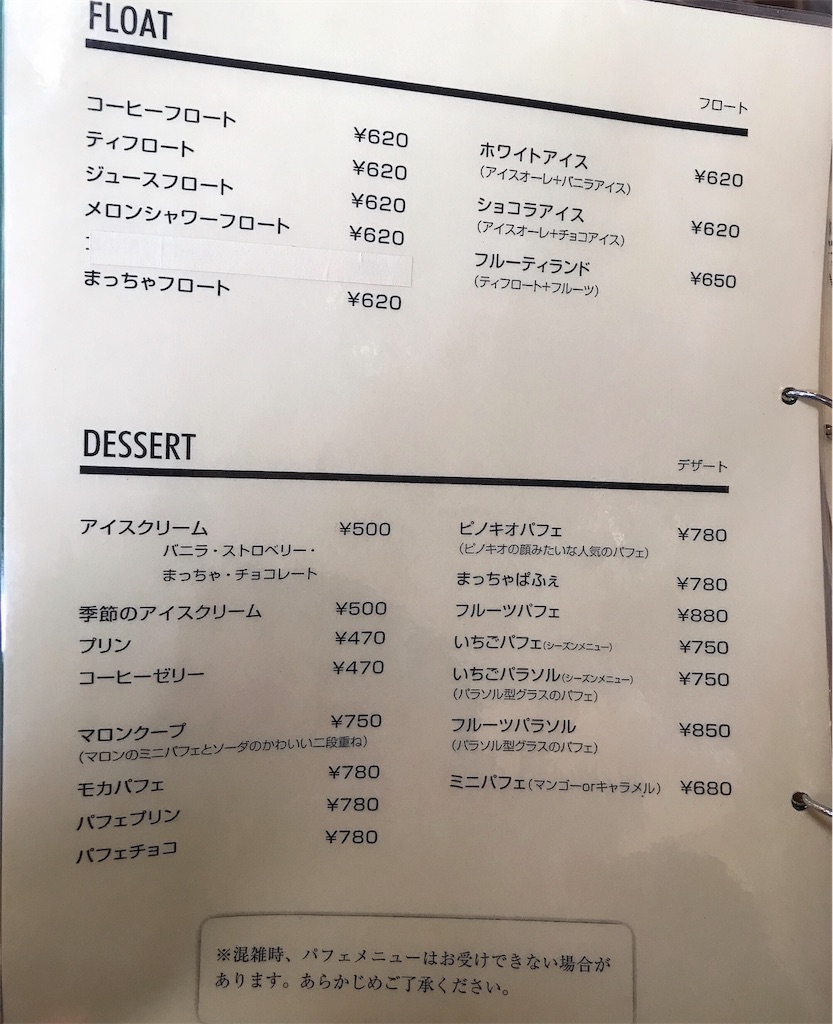 FLOAT
フロート
コーヒーフロート ¥620
ティフロート ¥620
ジュースフロート ¥620
メロンシャワーフロート ¥620
まっちゃフロート ¥620
ホワイトアイス ¥620
(アイスオーレ+バニラアイス)
ショコラアイス ¥620
(アイスオーレ+チョコアイス)
フルーティランド ¥650
(ティフロート+フルーツ)
DESSERT
デザート
アイスクリーム ¥500
バニラ・ストロベリー・
まっちゃ・チョコレート
季節のアイスクリーム ¥500
プリン ¥470
コーヒーゼリー ¥470
マロンクープ ¥750
(マロンのミニパフェとソーダのかわいい二段重ね)
モカパフェ ¥780
パフェプリン ¥780
パフェチョコ ¥780
ピノキオパフェ ¥780
(ピノキオの顔みたいな人気のパフェ)
まっちゃぱふぇ ¥780
フルーツパフェ ¥880
いちごパフェ(シーズンメニュー) ¥750
いちごパラソル(シーズンメニュー) ¥750
(パラソル型グラスのパフェ)
フルーツパラソル ¥850
(パラソル型グラスのパフェ)
ミニパフェ(マンゴーorキャラメル) ¥680
※混雑時、パフェメニューはお受けできない場合が
あります。あらかじめご了承ください。